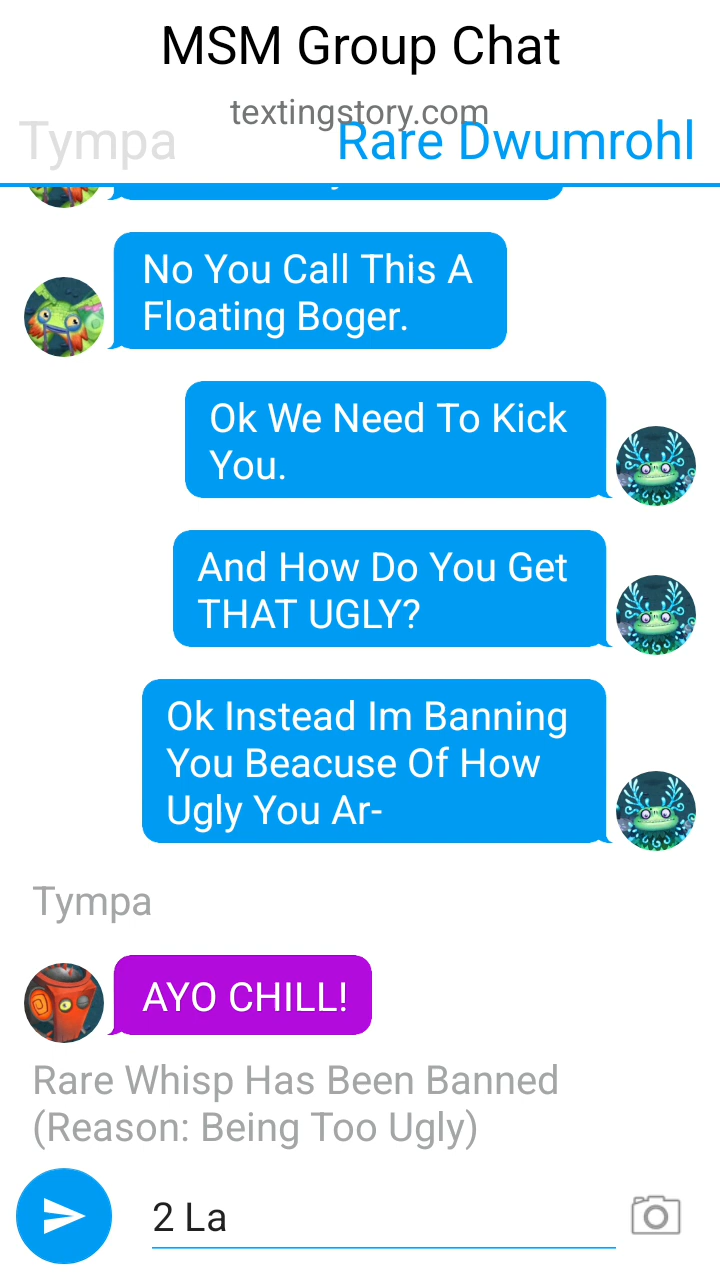 MSM Group Chat
textingstory.com
Tympa
Rare Dwumrohl
No You Call This A
Floating Boger.
Ok We Need To Kick
You.
And How Do You Get
THAT UGLY?
Ok Instead Im Banning
You Beacuse Of How
Ugly You Ar-
Tympa
AYO CHILL!
Rare Whisp Has Been Banned
(Reason: Being Too Ugly)
2 La